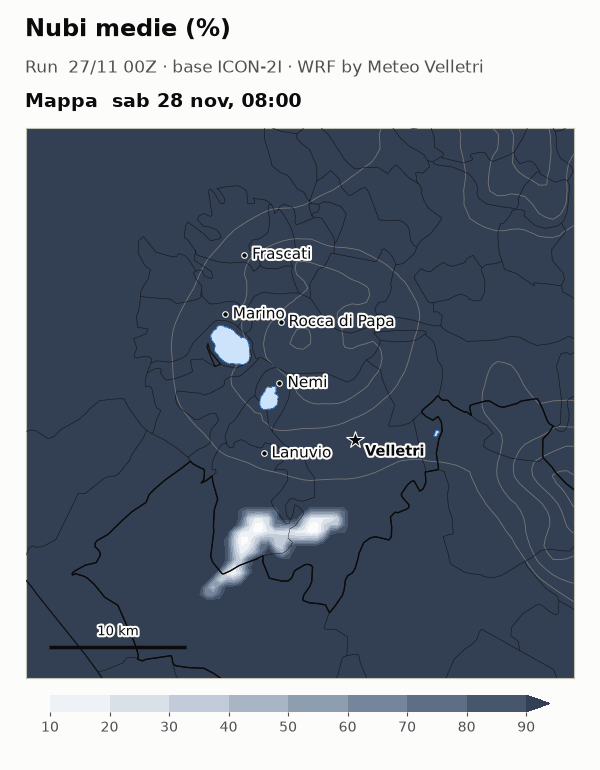 Nubi medie (%)
Run  27/11 00Z · base ICON-2I · WRF by Meteo Velletri
Mappa  sab 28 nov, 08:00
Frascati
Marino
Rocca di Papa
Nemi
Velletri
Lanuvio
10 km
10 20 30 40 50 60 70 80 90